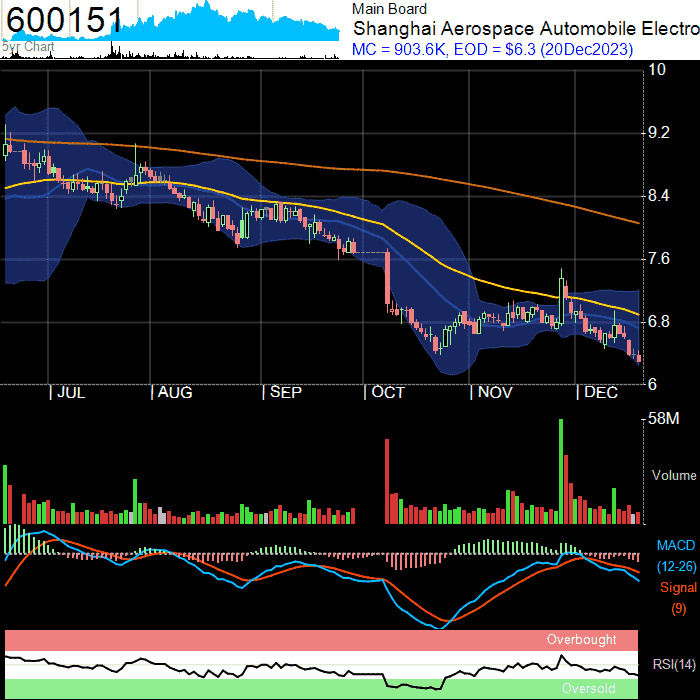 600151
5yr Chart
Main Board
Shanghai Aerospace Automobile Electro
MC = 903.6K, EOD = $6.3 (20Dec2023)
10
9.2
8.4
7.6
6.8
6
| JUL | AUG | SEP | OCT | NOV | DEC
58M
Volume
MACD
(12-26)
Signal
(9)
Overbought
RSI(14)
Oversold